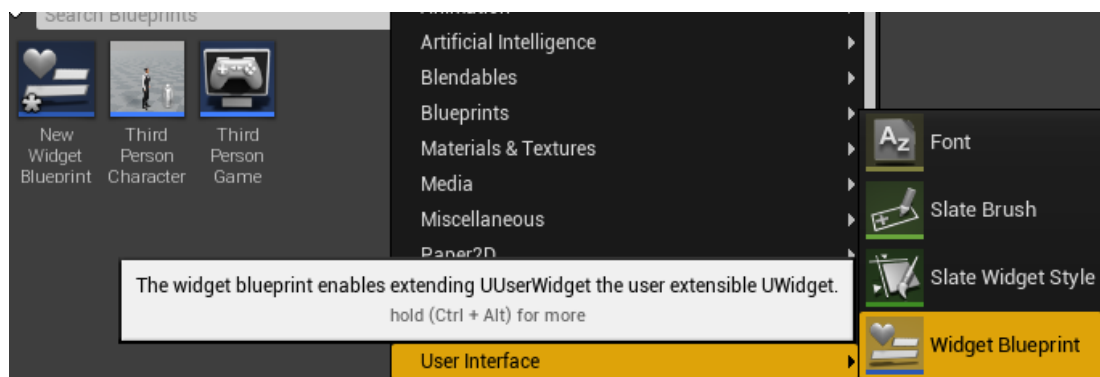 Search Blueprints
Animation
Artificial Intelligence
Blendables
Blueprints
Materials & Textures
Media
Miscellaneous
Paper2D
User Interface
New
Widget
Blueprint
Third
Person
Character
Third
Person
Game
The widget blueprint enables extending UUserWidget the user extensible UWidget.
hold (Ctrl + Alt) for more
Font
Slate Brush
Slate Widget Style
Widget Blueprint